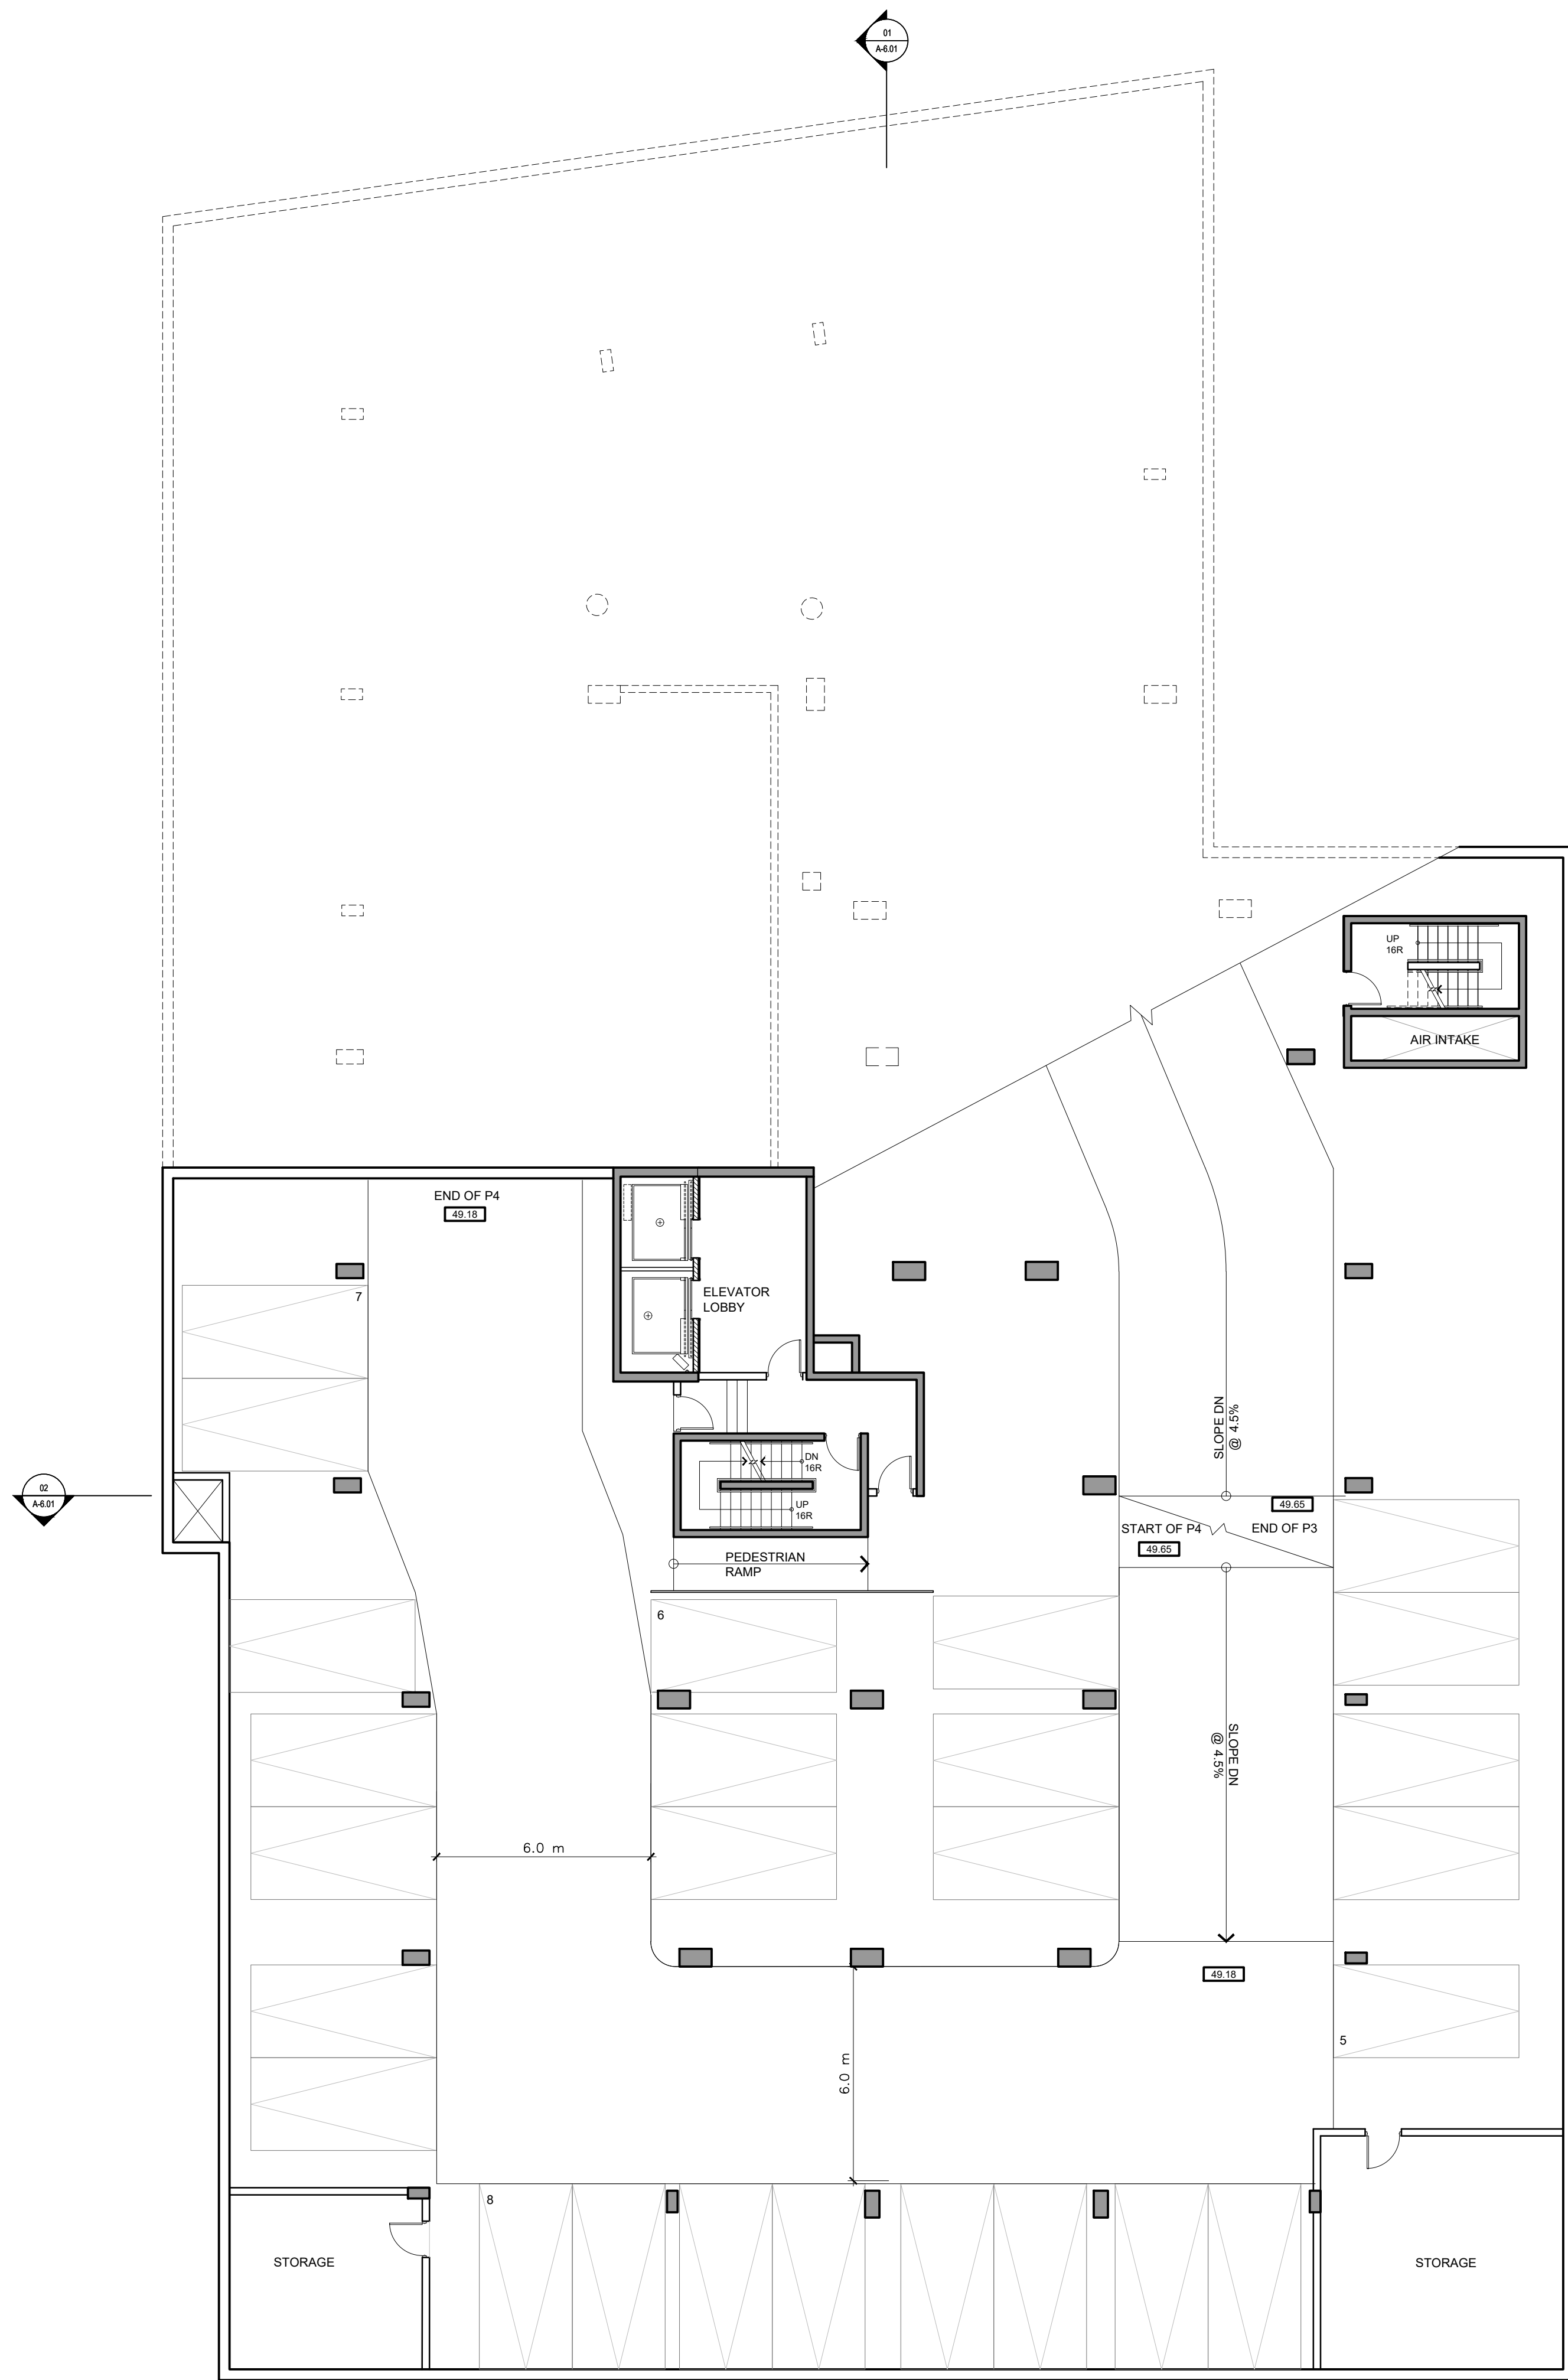 01
A-6.01
UP
16R
AIR INTAKE
END OF P4
49.18
ELEVATOR
LOBBY
7
SLOPE DN
@ 4.5%
DN
16R
02
A-6.01
UP
16R
49.65
START OF P4
END OF P3
49.65
PEDESTRIAN
RAMP
6
SLOPE DN
@ 4.5%
6.0 m
49.18
5
6.0 m
8
STORAGE
STORAGE